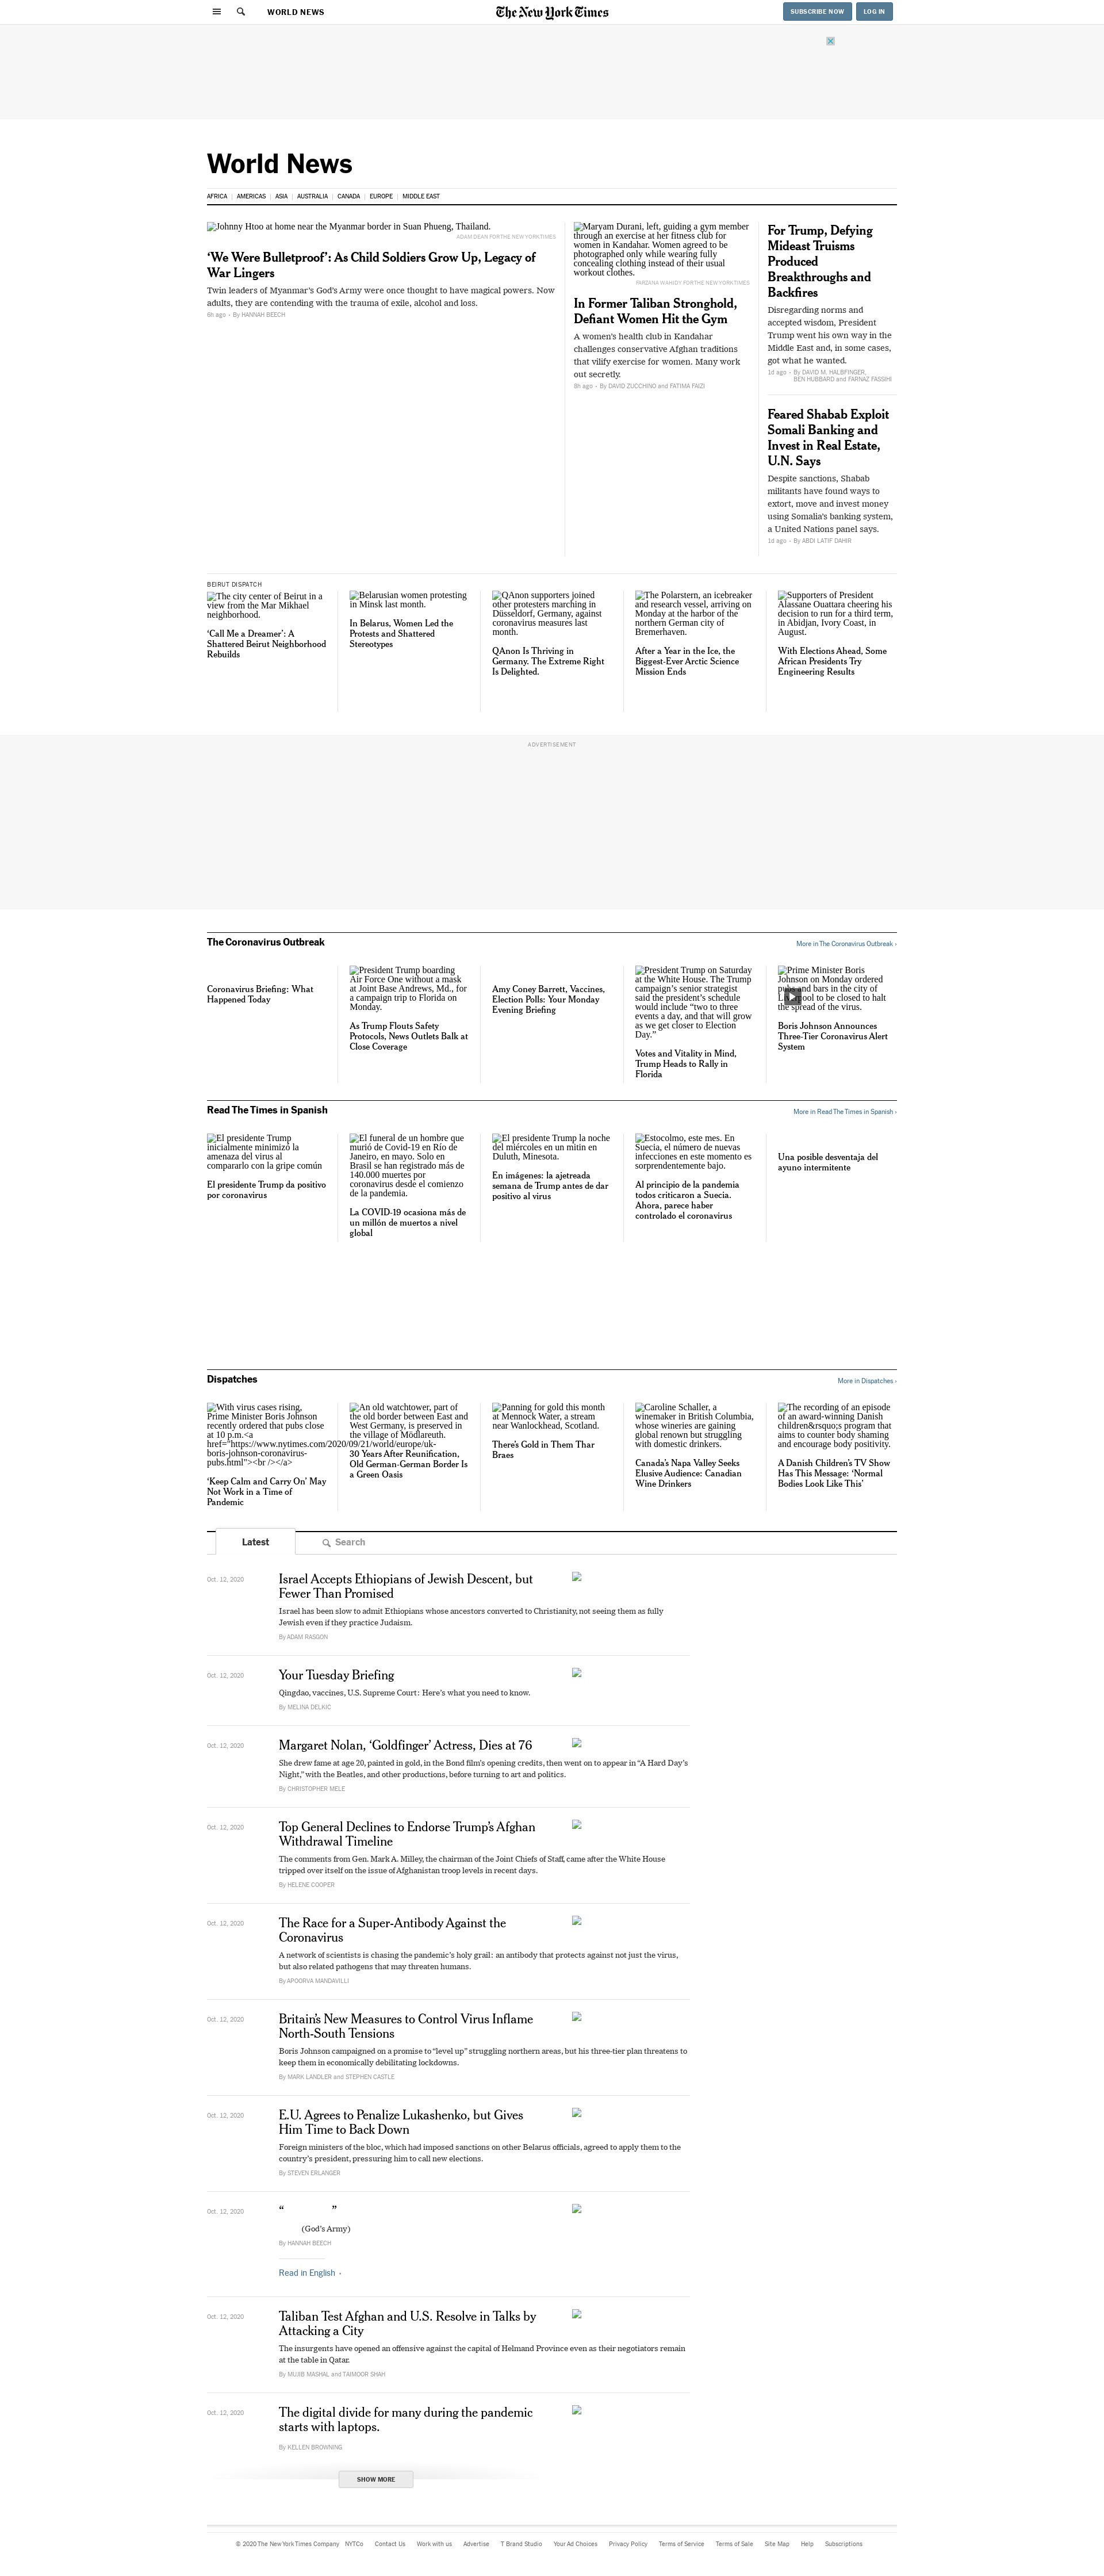 WORLD NEWS
The New York Times
SUBSCRIBE NOW
LOG IN
World News
AFRICA
AMERICAS
ASIA
AUSTRALIA
CANADA
EUROPE
MIDDLE EAST
Johnny Htoo at home near the Myanmar border in Suan Phueng, Thailand.
ADAM DEAN FOR THE NEW YORK TIMES
‘We Were Bulletproof’: As Child Soldiers Grow Up, Legacy of
War Lingers
Twin leaders of Myanmar’s God’s Army were once thought to have magical powers. Now
adults, they are contending with the trauma of exile, alcohol and loss.
6h ago - By HANNAH BEECH
Maryam Durani, left, guiding a gym member
through an exercise at her fitness club for
women in Kandahar. Women agreed to be
photographed only while wearing fully
concealing clothing instead of their usual
workout clothes.
FARZANA WAHIDY FOR THE NEW YORK TIMES
In Former Taliban Stronghold,
Defiant Women Hit the Gym
A women’s health club in Kandahar
challenges conservative Afghan traditions
that vilify exercise for women. Many work
out secretly.
8h ago - By DAVID ZUCCHINO and FATIMA FAIZI
For Trump, Defying
Mideast Truisms
Produced
Breakthroughs and
Backfires
Disregarding norms and
accepted wisdom, President
Trump went his own way in the
Middle East and, in some cases,
got what he wanted.
1d ago - By DAVID M. HALBFINGER,
BEN HUBBARD and FARNAZ FASSIHI
Feared Shabab Exploit
Somali Banking and
Invest in Real Estate,
U.N. Says
Despite sanctions, Shabab
militants have found ways to
extort, move and invest money
using Somalia’s banking system,
a United Nations panel says.
1d ago - By ABDI LATIF DAHIR
BEIRUT DISPATCH
The city center of Beirut in a
view from the Mar Mikhael
neighborhood.
‘Call Me a Dreamer’: A
Shattered Beirut Neighborhood
Rebuilds
Belarusian women protesting
in Minsk last month.
In Belarus, Women Led the
Protests and Shattered
Stereotypes
QAnon supporters joined
other protesters marching in
Düsseldorf, Germany, against
coronavirus measures last
month.
QAnon Is Thriving in
Germany. The Extreme Right
Is Delighted.
The Polarstern, an icebreaker
and research vessel, arriving on
Monday at the harbor of the
northern German city of
Bremerhaven.
After a Year in the Ice, the
Biggest-Ever Arctic Science
Mission Ends
Supporters of President
Alassane Ouattara cheering his
decision to run for a third term,
in Abidjan, Ivory Coast, in
August.
With Elections Ahead, Some
African Presidents Try
Engineering Results
ADVERTISEMENT
The Coronavirus Outbreak
More in The Coronavirus Outbreak ›
Coronavirus Briefing: What
Happened Today
President Trump boarding
Air Force One without a mask
at Joint Base Andrews, Md., for
a campaign trip to Florida on
Monday.
As Trump Flouts Safety
Protocols, News Outlets Balk at
Close Coverage
Amy Coney Barrett, Vaccines,
Election Polls: Your Monday
Evening Briefing
President Trump on Saturday
at the White House. The Trump
campaign’s senior strategist
said the president’s schedule
would include “two to three
events a day, and that will grow
as we get closer to Election
Day.”
Votes and Vitality in Mind,
Trump Heads to Rally in
Florida
Prime Minister Boris
Johnson on Monday ordered
and bars in the city of
to be closed to halt
the spread of the virus.
Boris Johnson Announces
Three-Tier Coronavirus Alert
System
Read The Times in Spanish
More in Read The Times in Spanish ›
El presidente Trump
inicialmente minimizó la
amenaza del virus al
compararlo con la gripe común
El presidente Trump da positivo
por coronavirus
El funeral de un hombre que
murió de Covid-19 en Río de
Janeiro, en mayo. Solo en
Brasil se han registrado más de
140.000 muertes por
coronavirus desde el comienzo
de la pandemia.
La COVID-19 ocasiona más de
un millón de muertos a nivel
global
El presidente Trump la noche
del miércoles en un mitin en
Duluth, Minnesota.
En imágenes: la ajetreada
semana de Trump antes de dar
positivo al virus
Estocolmo, este mes. En
Suecia, el número de nuevas
infecciones en este momento es
sorprendentemente bajo.
Al principio de la pandemia
todos criticaron a Suecia.
Ahora, parece haber
controlado el coronavirus
Una posible desventaja del
ayuno intermitente
Dispatches
More in Dispatches ›
With virus cases rising,
Prime Minister Boris Johnson
recently ordered that pubs close
at 10 p.m.<a
href="https://www.nytimes.com/2020/09/21/world/europe/uk-
boris-johnson-coronavirus-
pubs.html"><br /></a>
‘Keep Calm and Carry On’ May
Not Work in a Time of
Pandemic
An old watchtower, part of
the old border between East and
West Germany, is preserved in
the village of Mödlareuth.
30 Years After Reunification,
Old German-German Border Is
a Green Oasis
Panning for gold this month
at Mennock Water, a stream
near Wanlockhead, Scotland.
There’s Gold in Them Thar
Braes
Caroline Schaller, a
winemaker in British Columbia,
whose wineries are gaining
global renown but struggling
with domestic drinkers.
Canada’s Napa Valley Seeks
Elusive Audience: Canadian
Wine Drinkers
The recording of an episode
of an award-winning Danish
children&rsquo;s program that
aims to counter body shaming
and encourage body positivity.
A Danish Children’s TV Show
Has This Message: ‘Normal
Bodies Look Like This’
Latest
Search
Oct. 12, 2020
Israel Accepts Ethiopians of Jewish Descent, but
Fewer Than Promised
Israel has been slow to admit Ethiopians whose ancestors converted to Christianity, not seeing them as fully
Jewish even if they practice Judaism.
By ADAM RASGON
Oct. 12, 2020
Your Tuesday Briefing
Qingdao, vaccines, U.S. Supreme Court: Here’s what you need to know.
By MELINA DELKIC
Oct. 12, 2020
Margaret Nolan, ‘Goldfinger’ Actress, Dies at 76
She drew fame at age 20, painted in gold, in the Bond film’s opening credits, then went on to appear in “A Hard Day’s
Night,” with the Beatles, and other productions, before turning to art and politics.
By CHRISTOPHER MELE
Oct. 12, 2020
Top General Declines to Endorse Trump’s Afghan
Withdrawal Timeline
The comments from Gen. Mark A. Milley, the chairman of the Joint Chiefs of Staff, came after the White House
tripped over itself on the issue of Afghanistan troop levels in recent days.
By HELENE COOPER
Oct. 12, 2020
The Race for a Super-Antibody Against the
Coronavirus
A network of scientists is chasing the pandemic’s holy grail: an antibody that protects against not just the virus,
but also related pathogens that may threaten humans.
By APOORVA MANDAVILLI
Oct. 12, 2020
Britain’s New Measures to Control Virus Inflame
North-South Tensions
Boris Johnson campaigned on a promise to “level up” struggling northern areas, but his three-tier plan threatens to
keep them in economically debilitating lockdowns.
By MARK LANDLER and STEPHEN CASTLE
Oct. 12, 2020
E.U. Agrees to Penalize Lukashenko, but Gives
Him Time to Back Down
Foreign ministers of the bloc, which had imposed sanctions on other Belarus officials, agreed to apply them to the
country’s president, pressuring him to call new elections.
By STEVEN ERLANGER
Oct. 12, 2020
“ ”
(God’s Army)
By HANNAH BEECH
Read in English
Oct. 12, 2020
Taliban Test Afghan and U.S. Resolve in Talks by
Attacking a City
The insurgents have opened an offensive against the capital of Helmand Province even as their negotiators remain
at the table in Qatar.
By MUJIB MASHAL and TAIMOOR SHAH
Oct. 12, 2020
The digital divide for many during the pandemic
starts with laptops.
By KELLEN BROWNING
SHOW MORE
© 2020 The New York Times Company NYTCo Contact Us Work with us Advertise T Brand Studio Your Ad Choices Privacy Policy Terms of Service Terms of Sale Site Map Help Subscriptions